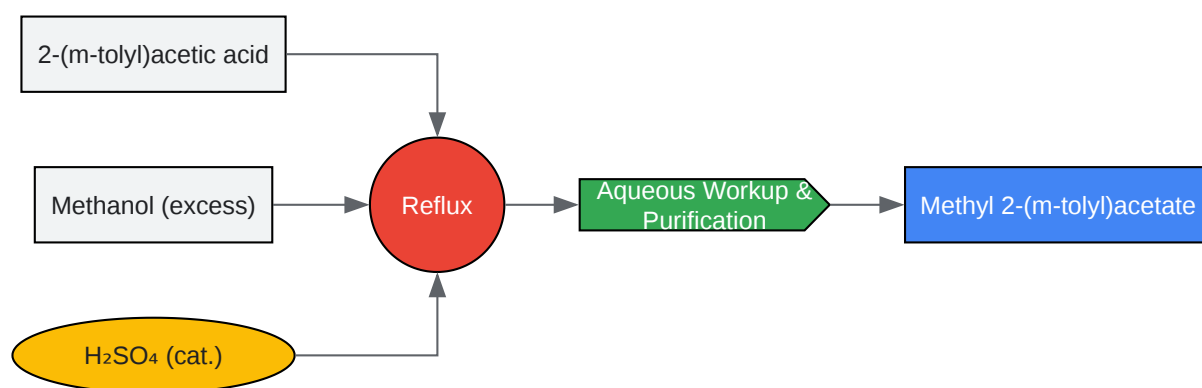 2-(m-tolyl)acetic acid
Methanol (excess)
H₂SO₄ (cat.)
Reflux
Aqueous Workup &
Purification
Methyl 2-(m-tolyl)acetate